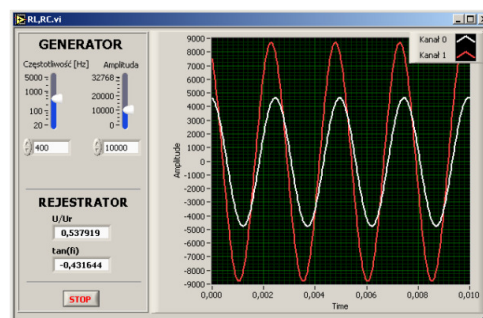 RL,RC.vi
GENERATOR
Częstotliwość [Hz] Amplituda
5000
1000
100
20
32768
20000
10000
0
400
10000
REJESTRATOR
U/Ur
0,537919
tan(fi)
-0,431644
STOP
Kanał 0
Kanał 1
Amplitude
9000
8000
7000
6000
5000
4000
3000
2000
1000
0
-1000
-2000
-3000
-4000
-5000
-6000
-7000
-8000
-9000
0,000 0,002 0,004 0,006 0,008 0,010
Time